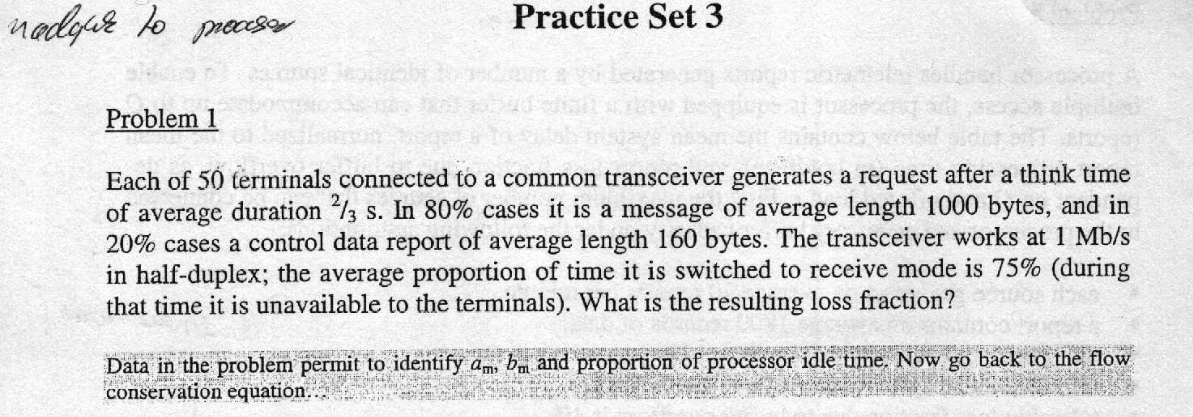 to
Practice Set 3
Problem 1
Each of 50 terminals connected to a common transceiver generates a request after a think time
of average duration 2/3 s. In 80% cases it is a message of average length 1000 bytes, and in
20% cases a control data report of average length 160 bytes. The transceiver works at 1 Mb/s
in half-duplex; the average proportion of time it is switched to receive mode is 75% (during
that time it is unavailable to the terminals). What is the resulting loss fraction?
Data in the problem permit to identify am, bm and proportion of processor idle time. Now go back to the flow
conservation equation...